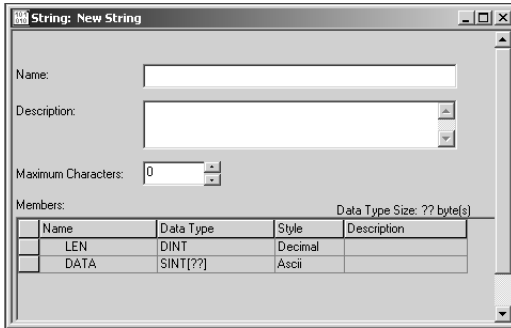 String: New String
Name:
Description:
Maximum Characters: 0
Members: Data Type Size: ?? byte(s)
Name Data Type Style Description
LEN DINT Decimal
DATA SINT[??] Ascii